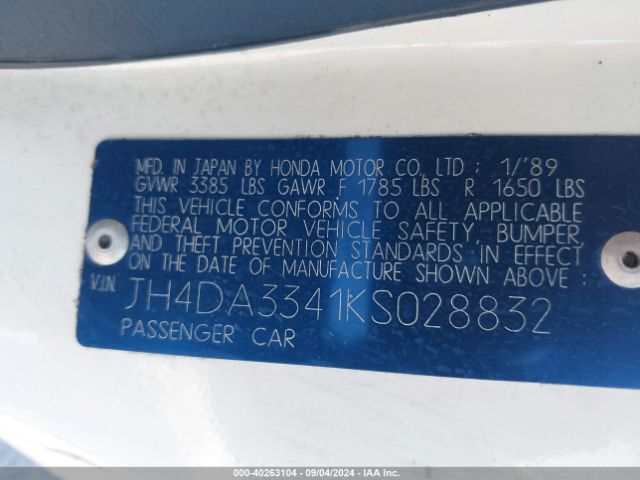 MFD. IN JAPAN BY HONDA MOTOR CO., LTD : 1/'89
GVWR 3385 LBS GAWR F 1785 LBS R 1650 LBS
THIS VEHICLE CONFORMS TO ALL APPLICABLE
FEDERAL MOTOR VEHICLE SAFETY, BUMPER,
AND THEFT PREVENTION STANDARDS IN EFFECT
ON THE DATE OF MANUFACTURE SHOWN ABOVE :
V.I.N. JH4DA3341KS028832
PASSENGER CAR
000-40263104 - 09/04/2024 - IAA Inc.